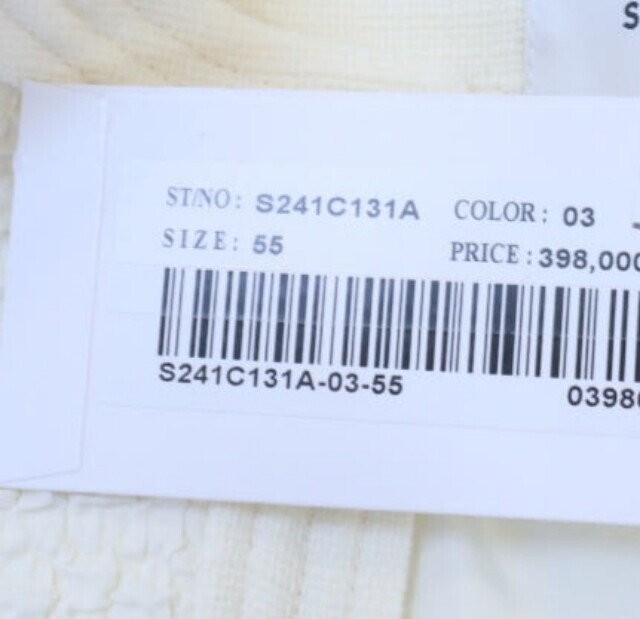 S
ST/NO: S241C131A COLOR: 03
SIZE: 55 PRICE: 398,000
S241C131A-03-55 0398